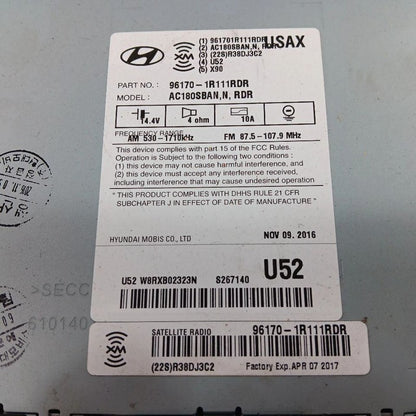 (1) 961701R111RDR
USAX
(2) AC180SBAN,N, RDR
(3) (22S)R38DJ3C2
(4) U52
(5) X90
XM
PART NO. : 96170-1R111RDR
MODEL : AC180SBAN,N, RDR
14.4V 4 ohm 10A
FREQUENCY RANGE
AM 530-1710kHz FM 87.5-107.9 MHz
This device complies with part 15 of the FCC Rules.
Operation is Subject to the following two conditions :
(1) this device may not cause harmful interference, and
(2) this device must accept any interference received,
including interference that may cause undesired
operation.
" THIS PRODUCT COMPLIES WITH DHHS RULE 21 CFR
SUBCHAPTER J IN EFFECT OF DATE OF MANUFACTURE "
HYUNDAI MOBIS CO., LTD
NOV 09. 2016
U52 W8RXB02323N S267140
U52
>SECC
610140
SATELLITE RADIO 96170-1R111RDR
XM
(22S)R38DJ3C2
Factory Exp.APR 07 2017